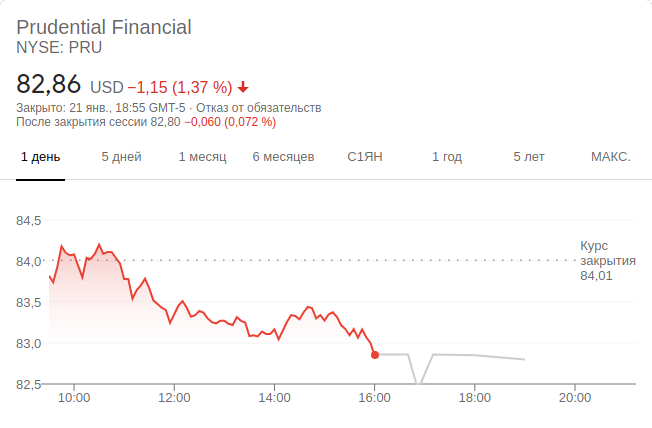 Prudential Financial
NYSE: PRU
82,86 USD −1,15 (1,37 %)
Закрыто: 21 янв., 18:55 GMT-5 · Отказ от обязательств
После закрытия сессии 82,80 −0,060 (0,072 %)
1 день 5 дней 1 месяц 6 месяцев С1ЯН 1 год 5 лет МАКС.
84,5
84,0
83,5
83,0
82,5
Курс
закрытия
84,01
10:00 12:00 14:00 16:00 18:00 20:00